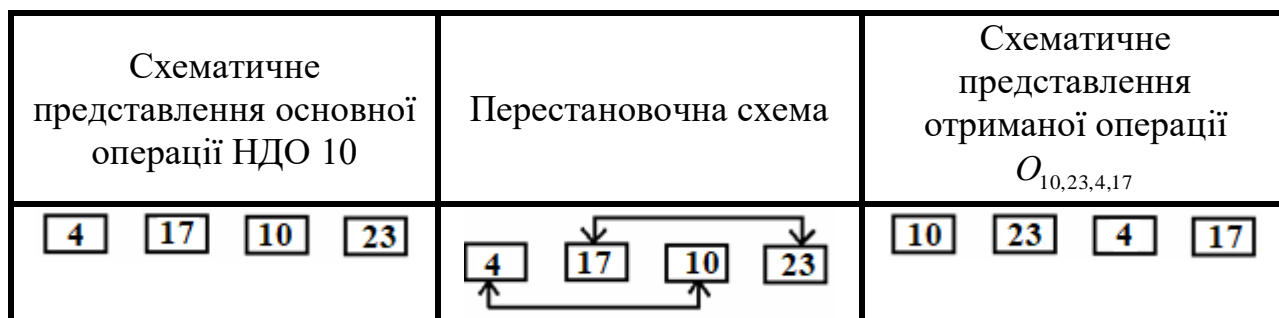 Схематичне
представлення основної
операції НДО 10
Перестановочна схема
Схематичне
представлення
отриманої операції
O10,23,4,17
4 17 10 23
4 17 10 23
10 23 4 17